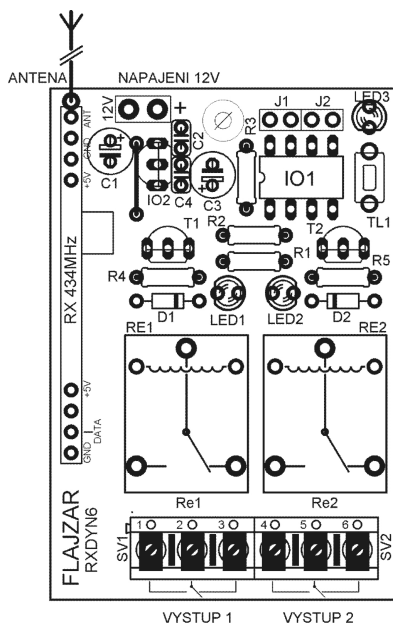 ANTENA
NAPAJENI 12V
12V
+
J1
J2
LED3
ANT
GND
+5V
C1
IO2
C2
C4
C3
R3
IO1
TL1
T1
R2
T2
R1
R5
R4
RX 434MHz
D1
LED1
LED2
D2
RE1
RE2
+5V
DATA
GND
Re1
Re2
1
2
3
4
5
6
SV1
SV2
FLAJZAR
RXDYN6
VYSTUP 1
VYSTUP 2